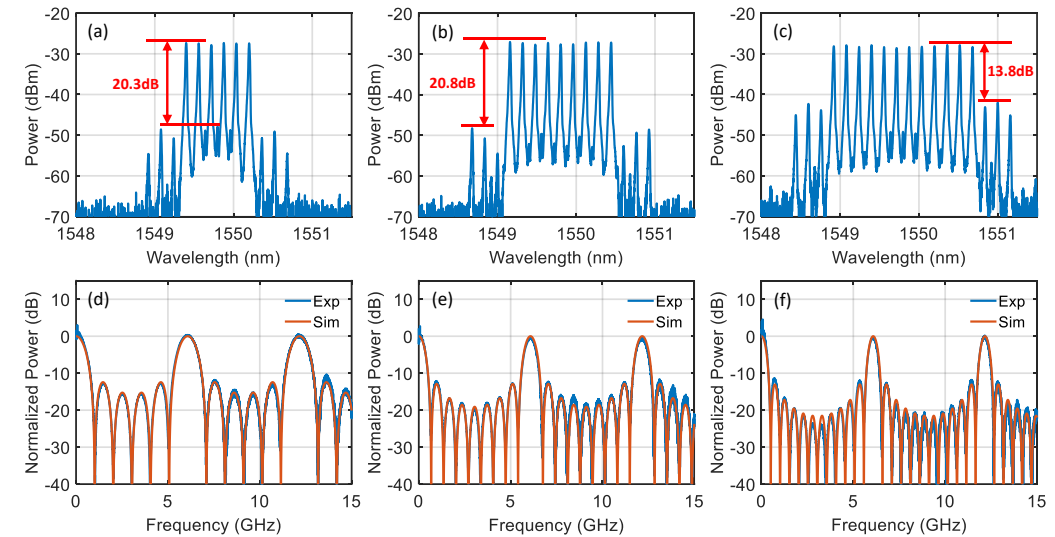 (a)
20.3dB
-20
-30
-40
-50
-60
-70
Power (dBm)
1548
1549
1550
1551
Wavelength (nm)
(b)
20.8dB
-20
-30
-40
-50
-60
-70
Power (dBm)
1548
1549
1550
1551
Wavelength (nm)
(c)
13.8dB
-20
-30
-40
-50
-60
-70
Power (dBm)
1548
1549
1550
1551
Wavelength (nm)
(d)
Exp
Sim
10
0
-10
-20
-30
-40
Normalized Power (dB)
0
5
10
15
Frequency (GHz)
(e)
Exp
Sim
10
0
-10
-20
-30
-40
Normalized Power (dB)
0
5
10
15
Frequency (GHz)
(f)
Exp
Sim
10
0
-10
-20
-30
-40
Normalized Power (dB)
0
5
10
15
Frequency (GHz)